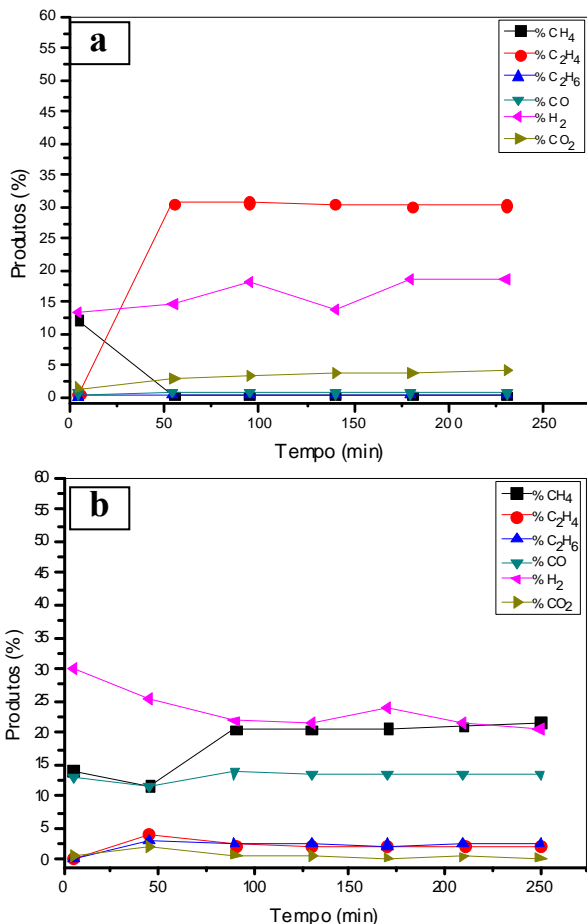 a
% CH4
% C2H4
% C2H6
% CO
% H2
% CO2
60
55
50
45
40
35
30
25
20
15
10
5
0
Produtos (%)
0 50 100 150 200 250
Tempo (min)
b
% CH4
% C2H4
% C2H6
% CO
% H2
% CO2
60
55
50
45
40
35
30
25
20
15
10
5
0
Produtos (%)
0 50 100 150 200 250
Tempo (min)